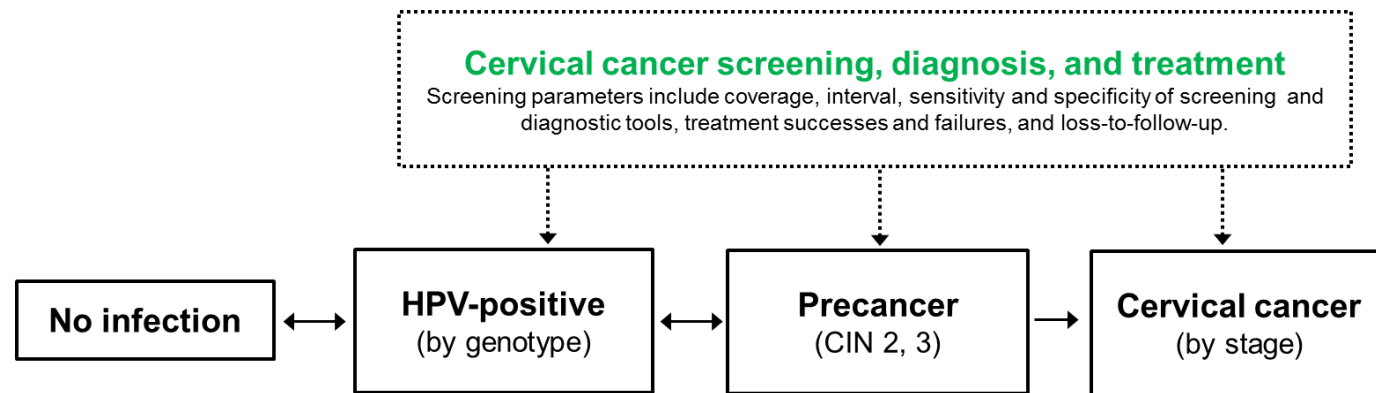 Cervical cancer screening, diagnosis, and treatment
Screening parameters include coverage, interval, sensitivity and specificity of screening and
diagnostic tools, treatment successes and failures, and loss-to-follow-up.
No infection
HPV-positive
(by genotype)
Precancer
(CIN 2, 3)
Cervical cancer
(by stage)